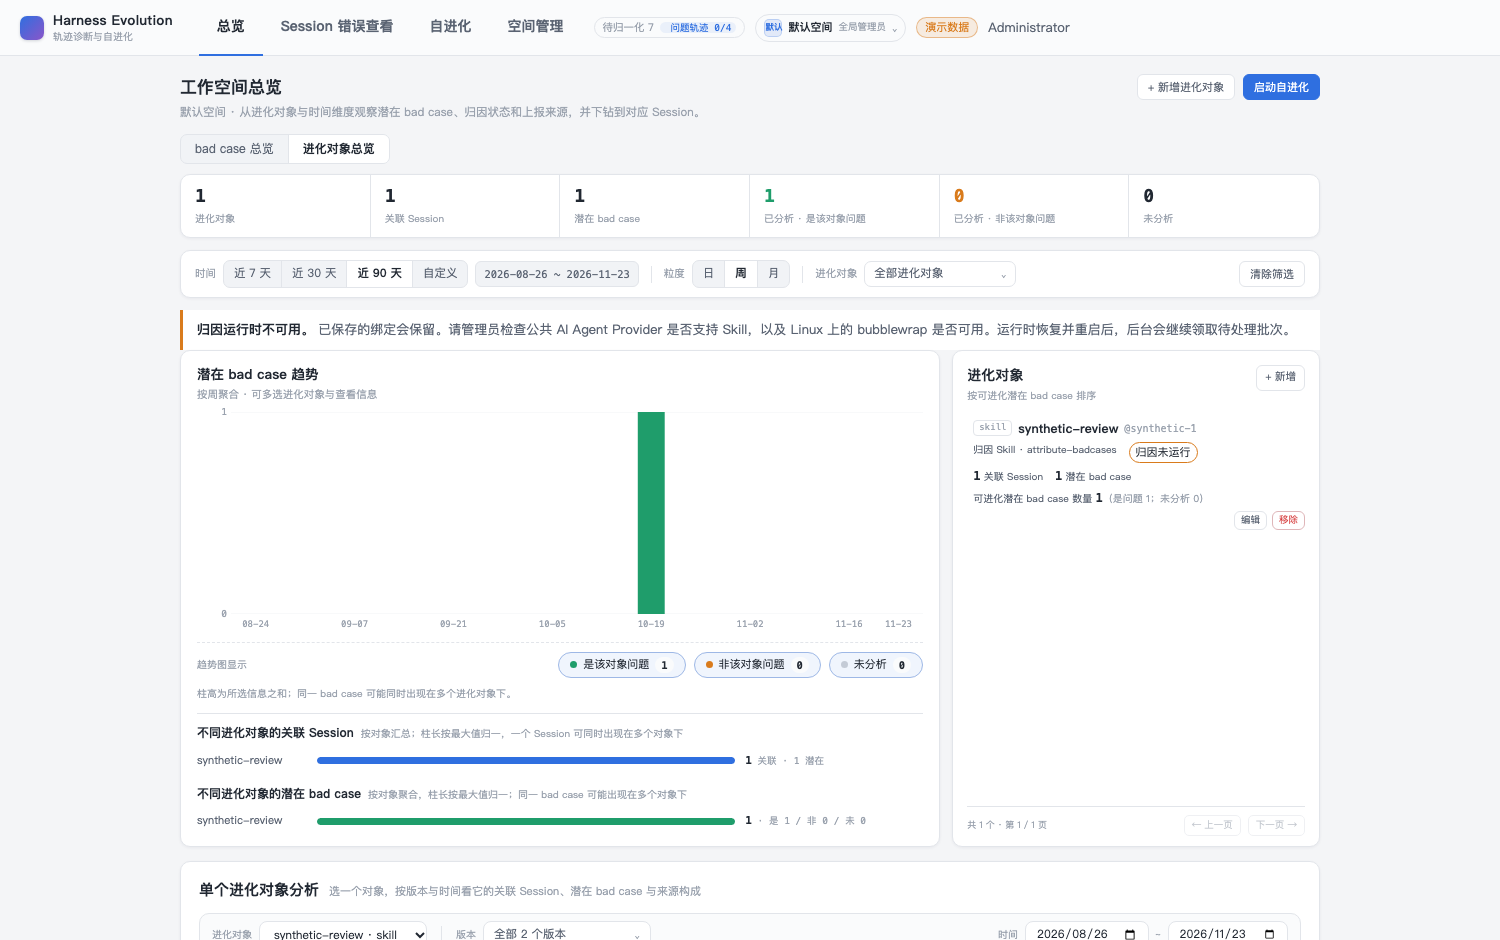 Harness Evolution
轨迹诊断与自进化
总览
Session 错误查看
自进化
空间管理
待归一化 7
问题轨迹 0/4
默认
默认空间
全局管理员
演示数据
Administrator
工作空间总览
默认空间 · 从进化对象与时间维度观察潜在 bad case、归因状态和上报来源，并下钻到对应 Session。
+ 新增进化对象
启动自进化
bad case 总览
进化对象总览
1
进化对象
1
关联 Session
1
潜在 bad case
1
已分析 · 是该对象问题
0
已分析 · 非该对象问题
0
未分析
时间
近 7 天
近 30 天
近 90 天
自定义
2026-08-26 ~ 2026-11-23
粒度
日
周
月
进化对象
全部进化对象
清除筛选
归因运行时不可用。 已保存的绑定会保留。请管理员检查公共 AI Agent Provider 是否支持 Skill，以及 Linux 上的 bubblewrap 是否可用。运行时恢复并重启后，后台会继续领取待处理批次。
潜在 bad case 趋势
按周聚合 · 可多选进化对象与查看信息
1
0
08-24
09-07
09-21
10-05
10-19
11-02
11-16
11-23
趋势图显示
是该对象问题 1
非该对象问题 0
未分析 0
柱高为所选信息之和；同一 bad case 可能同时出现在多个进化对象下。
不同进化对象的关联 Session 按对象汇总；柱长按最大值归一，一个 Session 可同时出现在多个对象下
synthetic-review
1 关联 · 1 潜在
不同进化对象的潜在 bad case 按对象聚合，柱长按最大值归一；同一 bad case 可能出现在多个对象下
synthetic-review
1 · 是 1 / 非 0 / 未 0
进化对象
按可进化潜在 bad case 排序
+ 新增
skill synthetic-review @synthetic-1
归因 Skill · attribute-badcases 归因未运行
1 关联 Session 1 潜在 bad case
可进化潜在 bad case 数量 1 (是问题 1；未分析 0)
编辑
移除
共 1 个 · 第 1 / 1 页
← 上一页
下一页 →
单个进化对象分析 选一个对象，按版本与时间看它的关联 Session、潜在 bad case 与来源构成
进化对象
synthetic-review · skill
版本
全部 2 个版本
时间
2026/08/26
–
2026/11/23